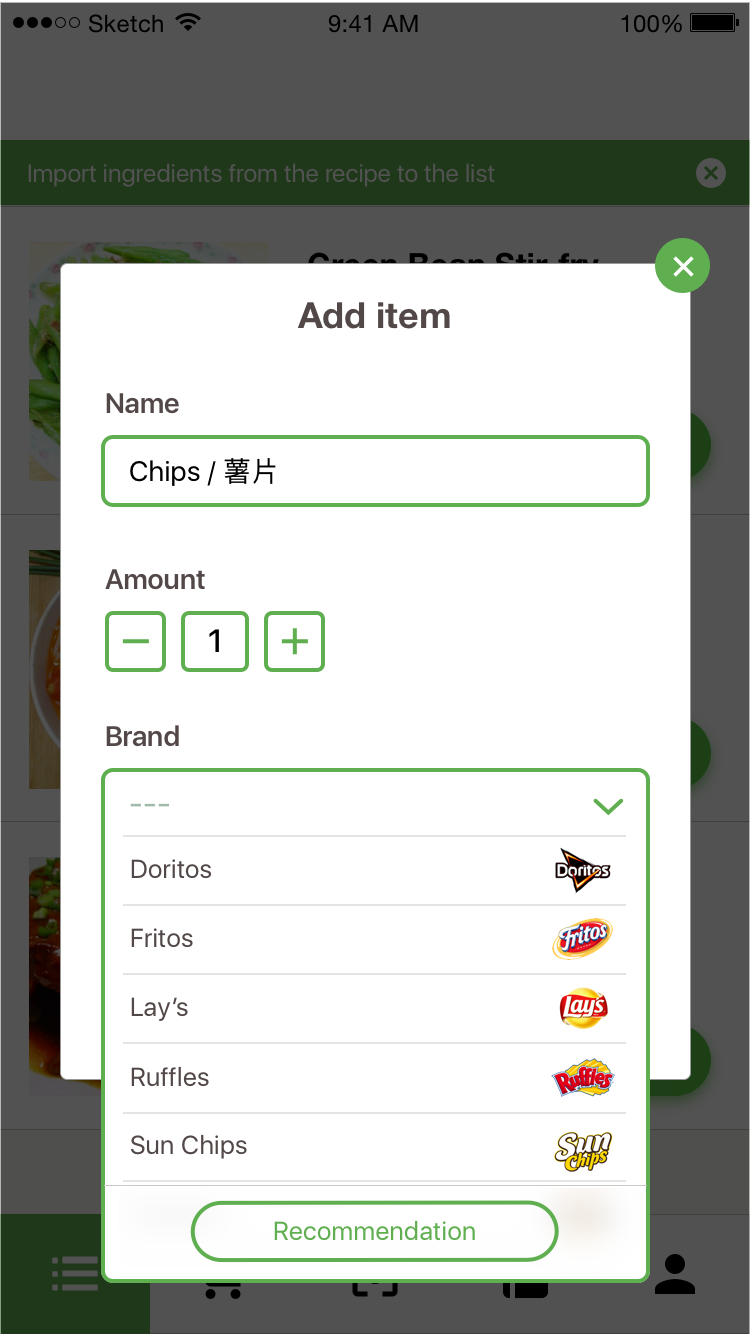 Sketch 9:41 AM 100%
Import ingredients from the recipe to the list
Green Bean Stir-fry
Add item
Name
Chips / 薯片
Amount
1
Brand
---
Doritos Doritos
Fritos Fritos
Lay’s Lay's
Ruffles Ruffles
Sun Chips Sun Chips
Recommendation